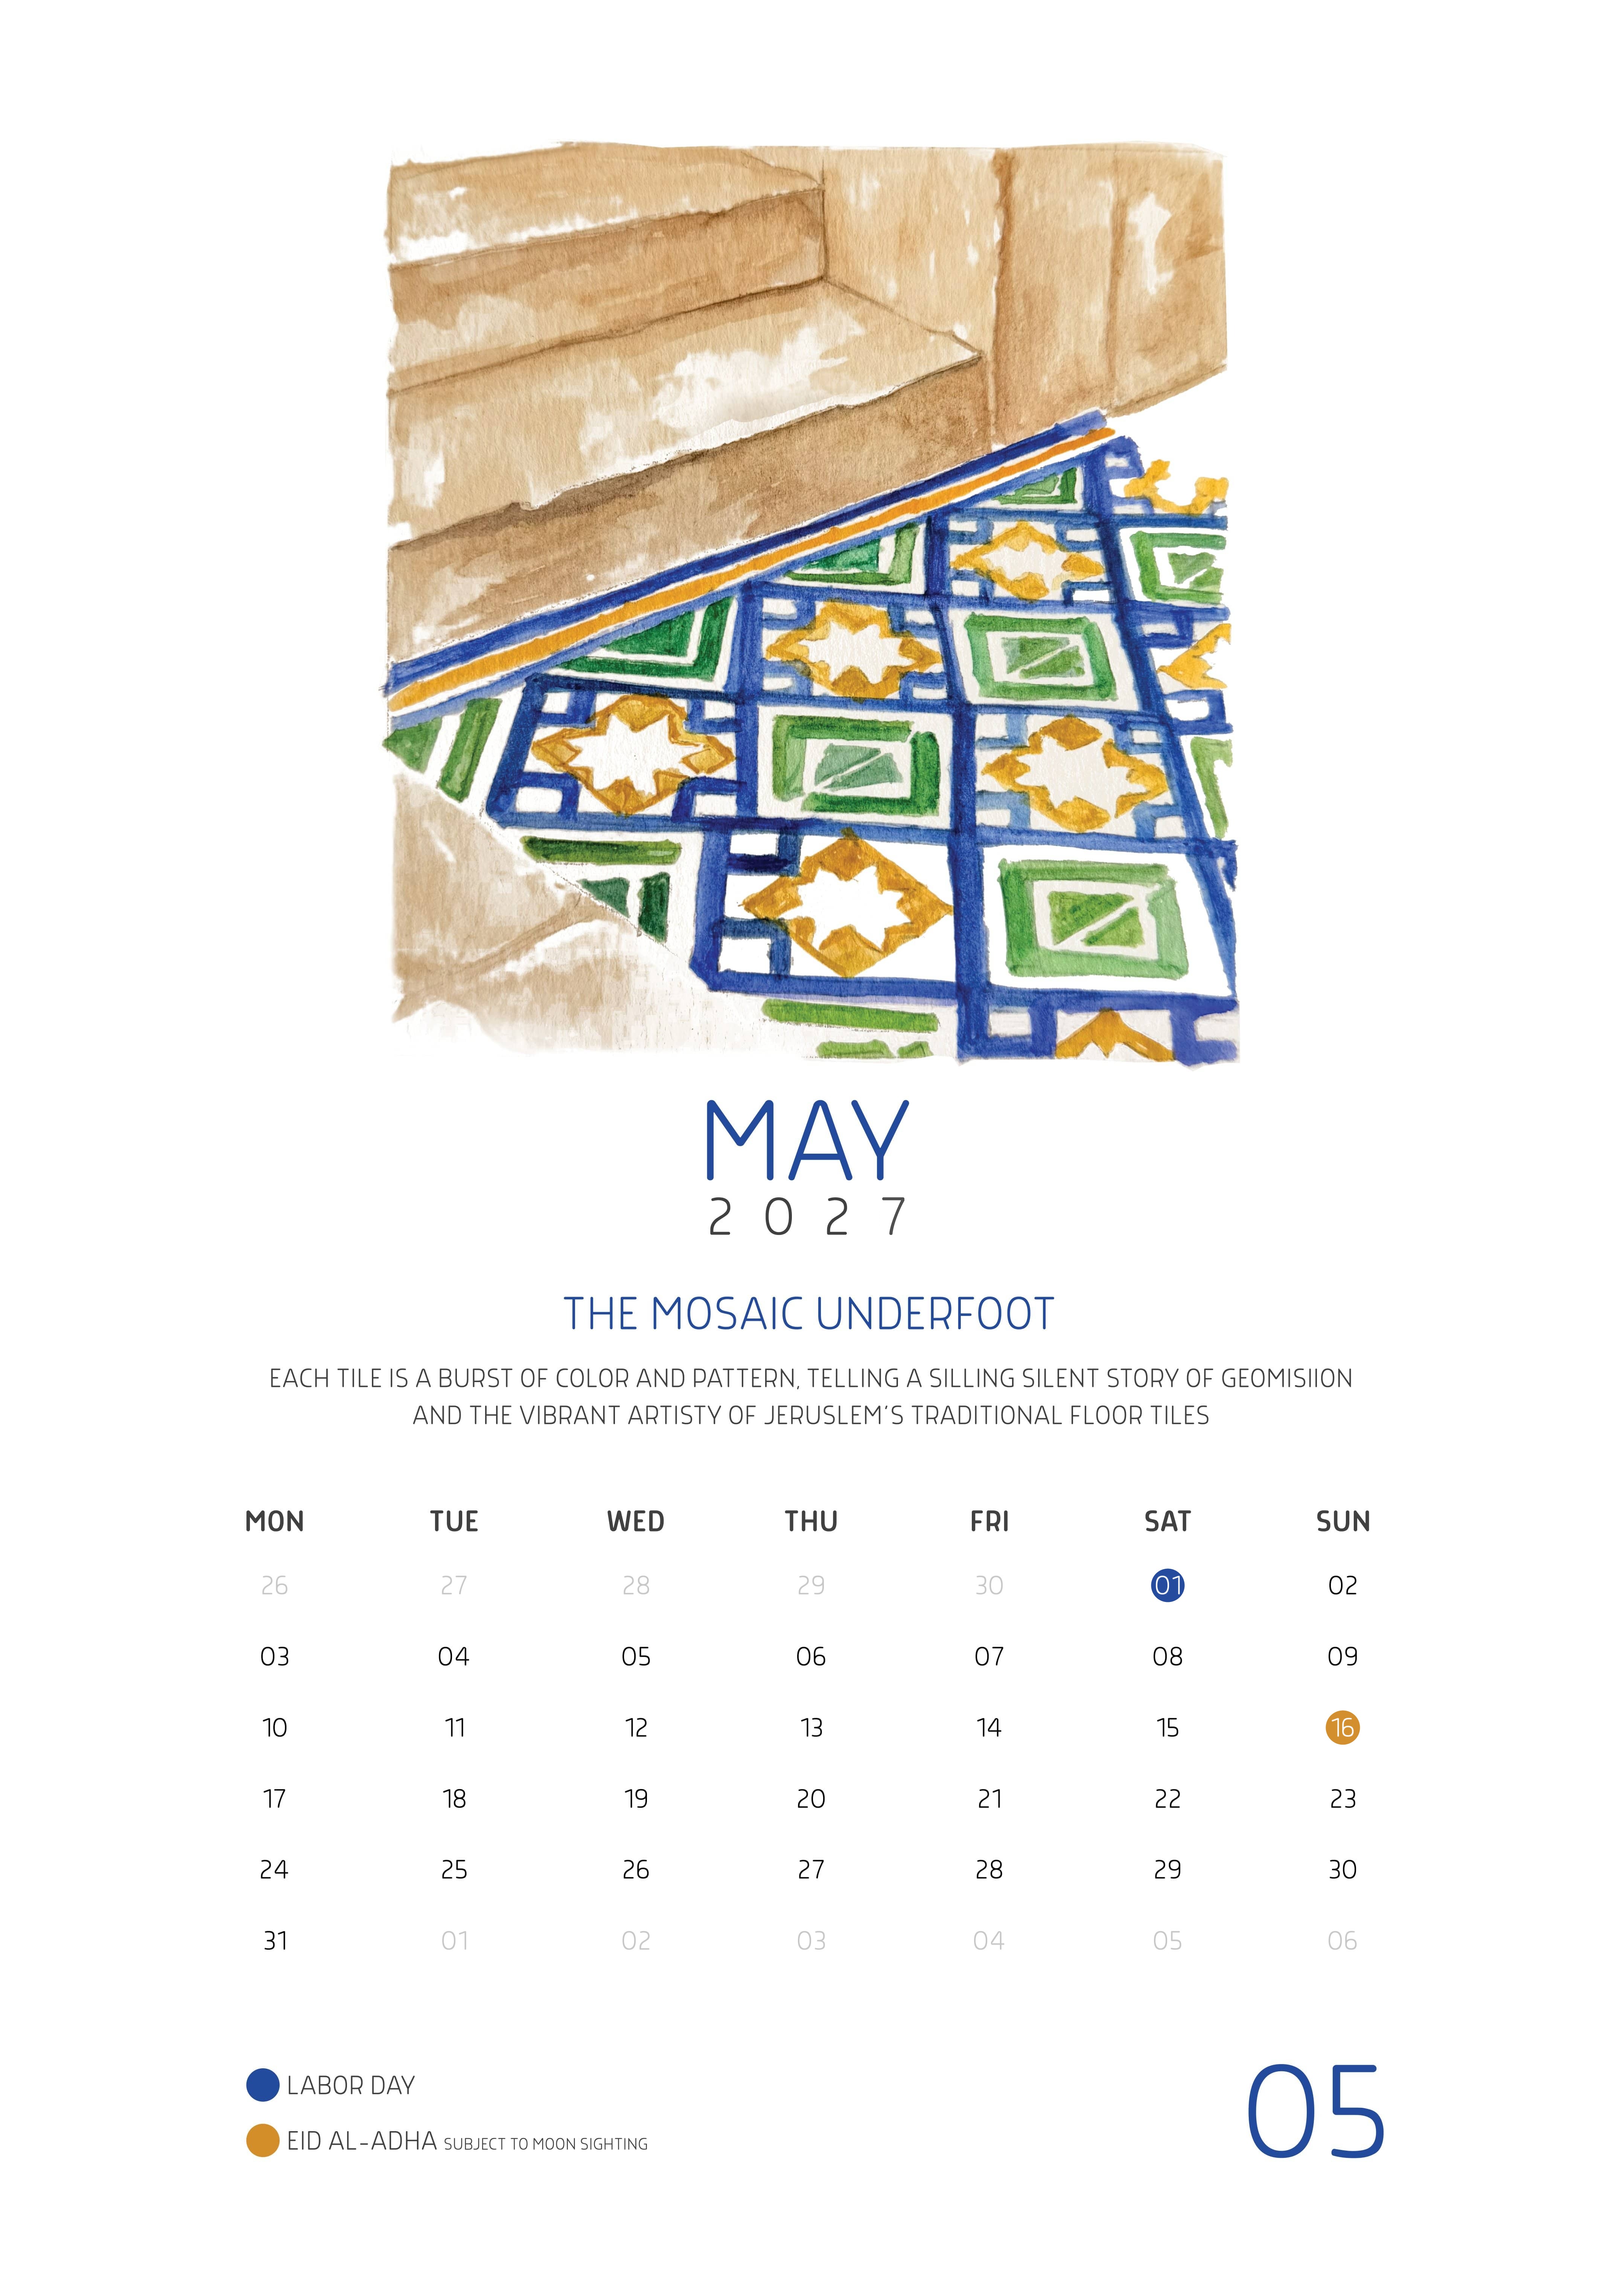 MAY
2027
THE MOSAIC UNDERFOOT
EACH TILE IS A BURST OF COLOR AND PATTERN, TELLING A SILLING SILENT STORY OF GEOMISIION
AND THE VIBRANT ARTISTY OF JERUSLEM'S TRADITIONAL FLOOR TILES
MON TUE WED THU FRI SAT SUN
26 27 28 29 30 01 02
03 04 05 06 07 08 09
10 11 12 13 14 15 16
17 18 19 20 21 22 23
24 25 26 27 28 29 30
31 01 02 03 04 05 06
LABOR DAY
EID AL-ADHA SUBJECT TO MOON SIGHTING
05